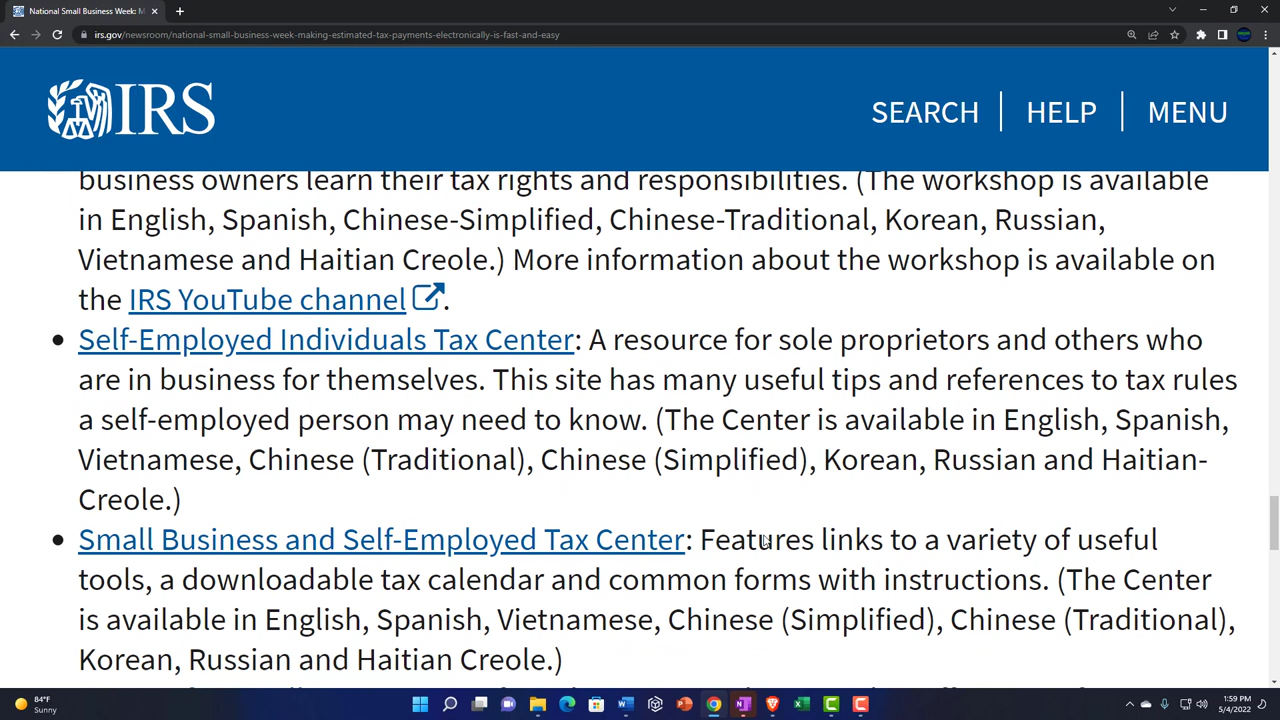 National Small Business Week: M
irs.gov/newsroom/national-small-business-week-making-estimated-tax-payments-electronically-is-fast-and-easy
IRS
SEARCH
HELP
MENU
business owners learn their tax rights and responsibilities. (The workshop is available
in English, Spanish, Chinese-Simplified, Chinese-Traditional, Korean, Russian,
Vietnamese and Haitian Creole.) More information about the workshop is available on
the IRS YouTube channel.
Self-Employed Individuals Tax Center: A resource for sole proprietors and others who
are in business for themselves. This site has many useful tips and references to tax rules
a self-employed person may need to know. (The Center is available in English, Spanish,
Vietnamese, Chinese (Traditional), Chinese (Simplified), Korean, Russian and Haitian-
Creole.)
Small Business and Self-Employed Tax Center: Features links to a variety of useful
tools, a downloadable tax calendar and common forms with instructions. (The Center
is available in English, Spanish, Vietnamese, Chinese (Simplified), Chinese (Traditional),
Korean, Russian and Haitian Creole.)
84°F
Sunny
1:59 PM
5/4/2022